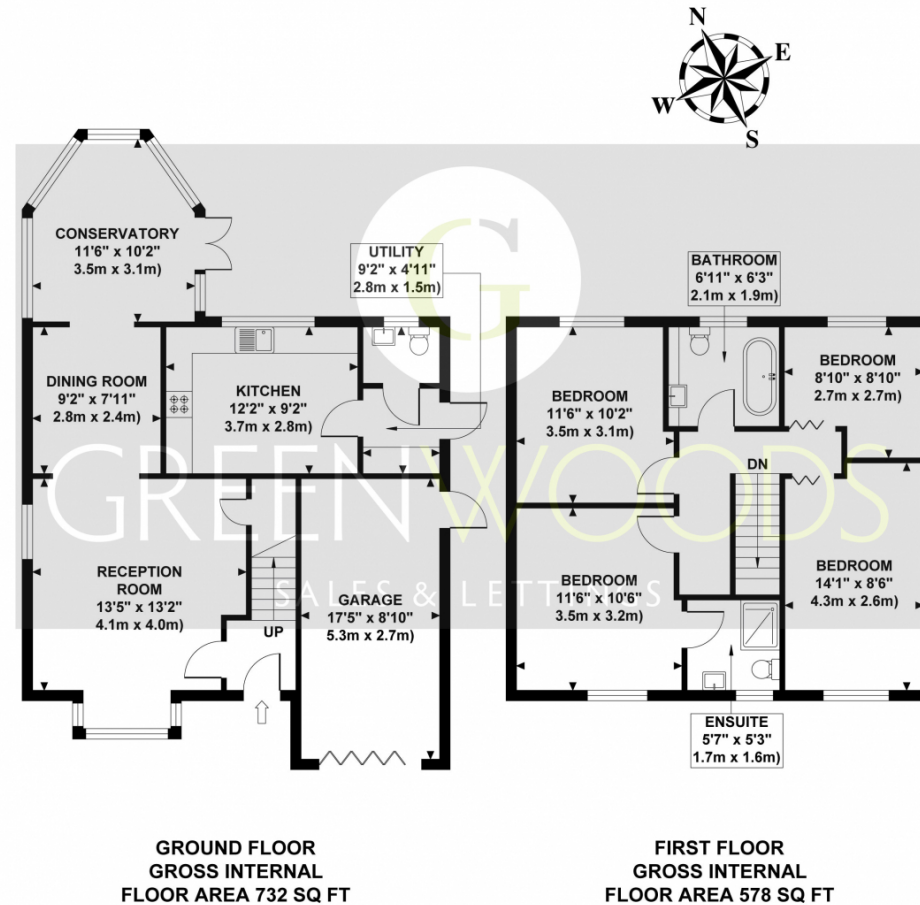 N
E
W
S
G
CONSERVATORY
11'6" x 10'2"
3.5m x 3.1m)
UTILITY
9'2" x 4'11"
2.8m x 1.5m)
BATHROOM
6'11" x 6'3"
2.1m x 1.9m)
DINING ROOM
9'2" x 7'11"
2.8m x 2.4m)
KITCHEN
12'2" x 9'2"
3.7m x 2.8m)
BEDROOM
11'6" x 10'2"
3.5m x 3.1m)
BEDROOM
8'10" x 8'10"
2.7m x 2.7m)
DN
GREENWOODS
SALES & LETTINGS
RECEPTION
ROOM
13'5" x 13'2"
4.1m x 4.0m)
UP
GARAGE
17'5" x 8'10"
5.3m x 2.7m)
BEDROOM
11'6" x 10'6"
3.5m x 3.2m)
BEDROOM
14'1" x 8'6"
4.3m x 2.6m)
ENSUITE
5'7" x 5'3"
1.7m x 1.6m)
GROUND FLOOR
GROSS INTERNAL
FLOOR AREA 732 SQ FT
FIRST FLOOR
GROSS INTERNAL
FLOOR AREA 578 SQ FT